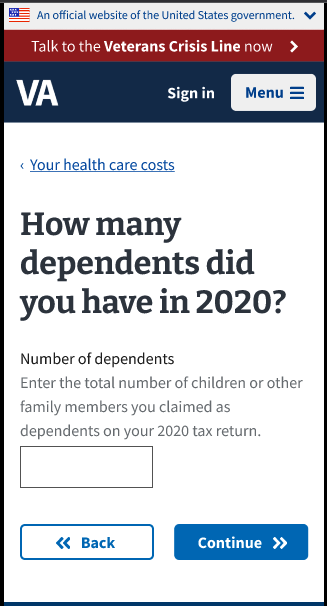 An official website of the United States government.
Talk to the Veterans Crisis Line now
VA
Sign in
Menu
‹ Your health care costs
How many
dependents did
you have in 2020?
Number of dependents
Enter the total number of children or other
family members you claimed as
dependents on your 2020 tax return.
Back
Continue